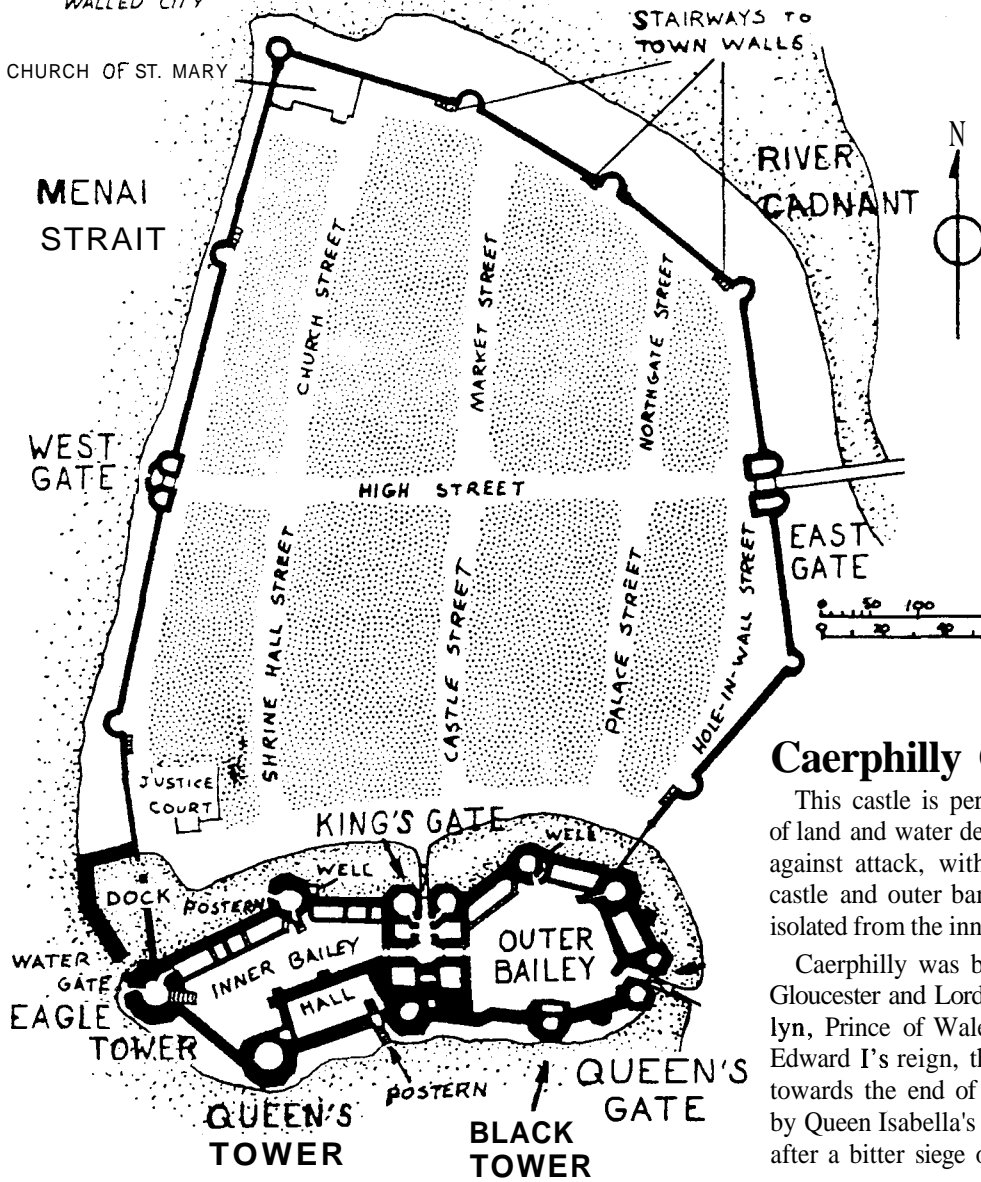 WALLED CITY
STAIRWAYS TO
TOWN WALLS
CHURCH OF ST. MARY
N
RIVER
CADNANT
MENAI
STRAIT
CHURCH STREET
MARKET STREET
NORTHGATE STREET
WEST
GATE
HIGH STREET
EAST
GATE
0 50 100
0 20 40
SHRINE HALL STREET
CASTLE STREET
PALACE STREET
HOLE-IN-WALL STREET
JUSTICE
COURT
KING'S GATE
WELL
WELL
DOCK
POSTERN
OUTER
BAILEY
INNER BAILEY
HALL
WATER
GATE
EAGLE
TOWER
POSTERN
QUEEN'S
GATE
QUEEN'S
TOWER
BLACK
TOWER
Caerphilly
This castle is per
of land and water de
against attack, with
castle and outer bar
isolated from the inn
Caerphilly was b
Gloucester and Lord
lyn, Prince of Wale
Edward I's reign, th
towards the end of
by Queen Isabella's
after a bitter siege o